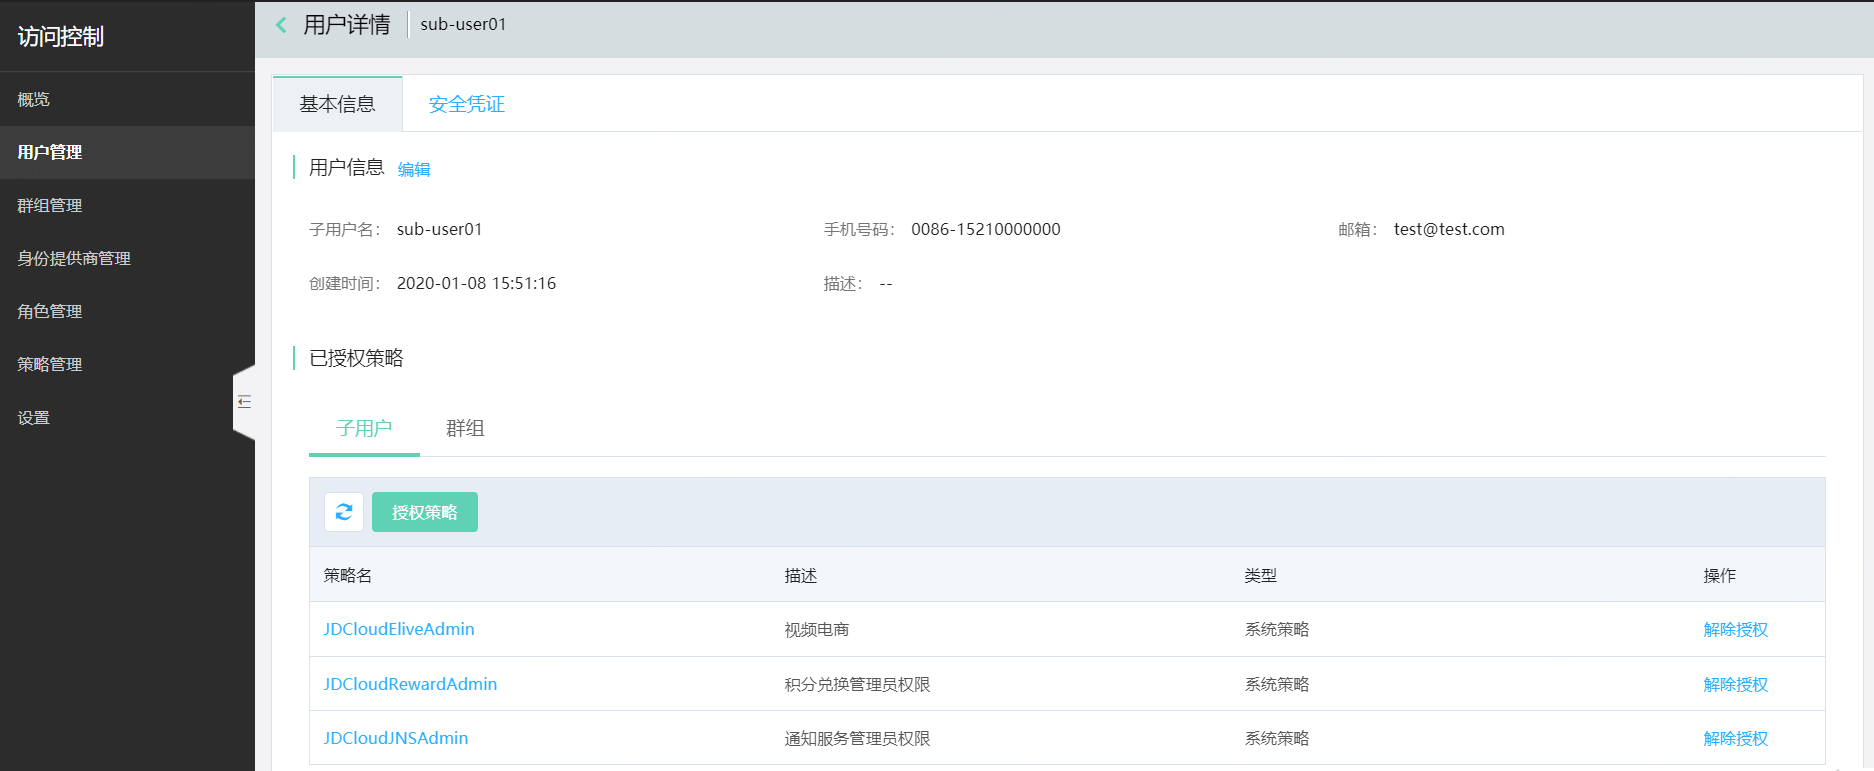 访问控制
概览
用户管理
群组管理
身份提供商管理
角色管理
策略管理
设置
用户详情 sub-user01
基本信息 安全凭证
用户信息 编辑
子用户名： sub-user01 手机号码： 0086-15210000000 邮箱： test@test.com
创建时间： 2020-01-08 15:51:16 描述： --
已授权策略
子用户 群组
授权策略
策略名 描述 类型 操作
JDCloudEliveAdmin 视频电商 系统策略 解除授权
JDCloudRewardAdmin 积分兑换管理员权限 系统策略 解除授权
JDCloudJNSAdmin 通知服务管理员权限 系统策略 解除授权